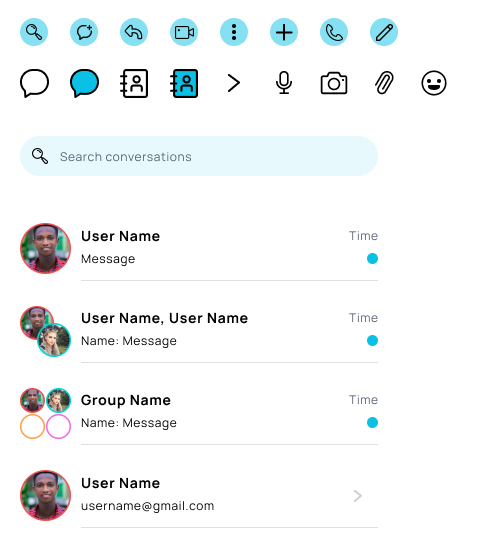 Search conversations
User Name
Time
Message
User Name, User Name
Time
Name: Message
Group Name
Time
Name: Message
User Name
username@gmail.com